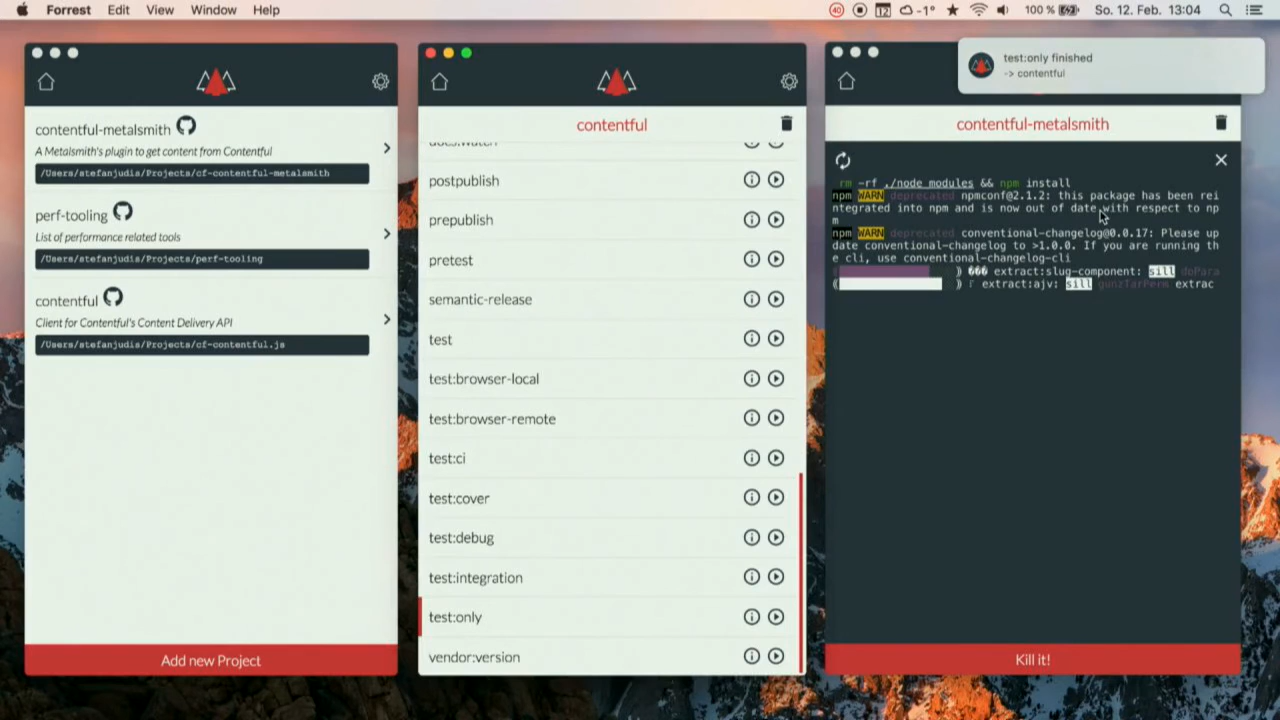 Forrest Edit View Window Help
40 12 -1° 100 % So. 12. Feb. 13:04
test:only finished
-> contentful
contentful-metalsmith
A Metalsmith's plugin to get content from Contentful
/Users/stefanjudis/Projects/cf-contentful-metalsmith
perf-tooling
List of performance related tools
/Users/stefanjudis/Projects/perf-tooling
contentful
Client for Contentful's Content Delivery API
/Users/stefanjudis/Projects/cf-contentful.js
Add new Project
contentful
postpublish
prepublish
pretest
semantic-release
test
test:browser-local
test:browser-remote
test:ci
test:cover
test:debug
test:integration
test:only
vendor:version
contentful-metalsmith
rm -rf ./node_modules && npm install
npm WARN deprecated npmconf@2.1.2: this package has been rei
ntegrated into npm and is now out of date with respect to np
m
npm WARN deprecated conventional-changelog@0.0.17: Please up
date conventional-changelog to >1.0.0. If you are running th
e cli, use conventional-changelog-cli
extract:slug-component: sill doPara
extract:ajv: sill gunzTarPerm extrac
Kill it!